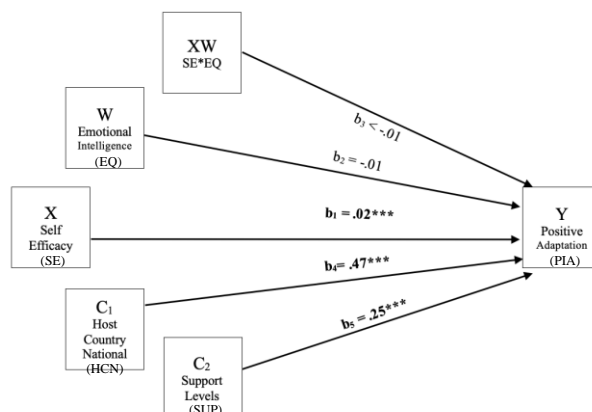 XW
SE*EQ
b₃ < -.01
W
Emotional
Intelligence
(EQ)
b₂ = -.01
X
Self
Efficacy
(SE)
b₁ = .02***
Y
Positive
Adaptation
(PIA)
b₄= .47***
C₁
Host
Country
National
(HCN)
b₅ = .25***
C₂
Support
Levels
(SUP)